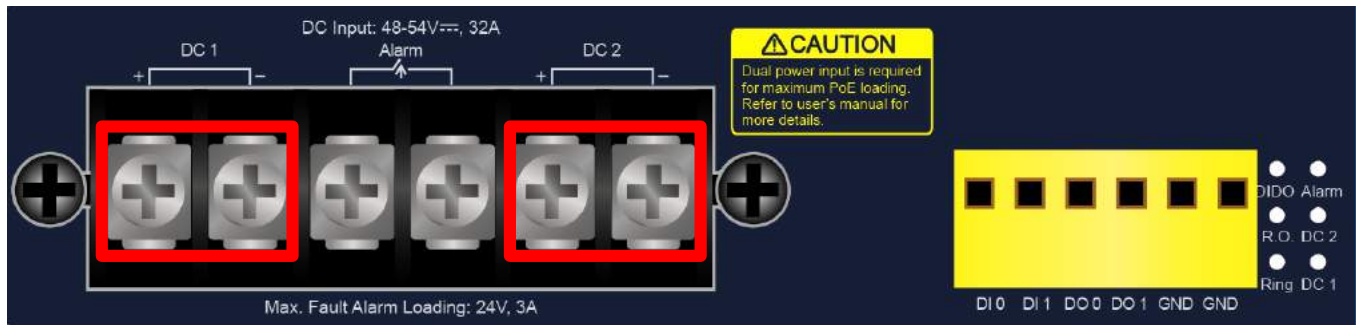 DC Input: 48-54V⎓, 32A
DC 1
Alarm
DC 2
+ −
+ −
Max. Fault Alarm Loading: 24V, 3A
⚠CAUTION
Dual power input is required
for maximum PoE loading.
Refer to user's manual for
more details.
DIDO Alarm
R.O. DC 2
Ring DC 1
DI 0 DI 1 DO 0 DO 1 GND GND